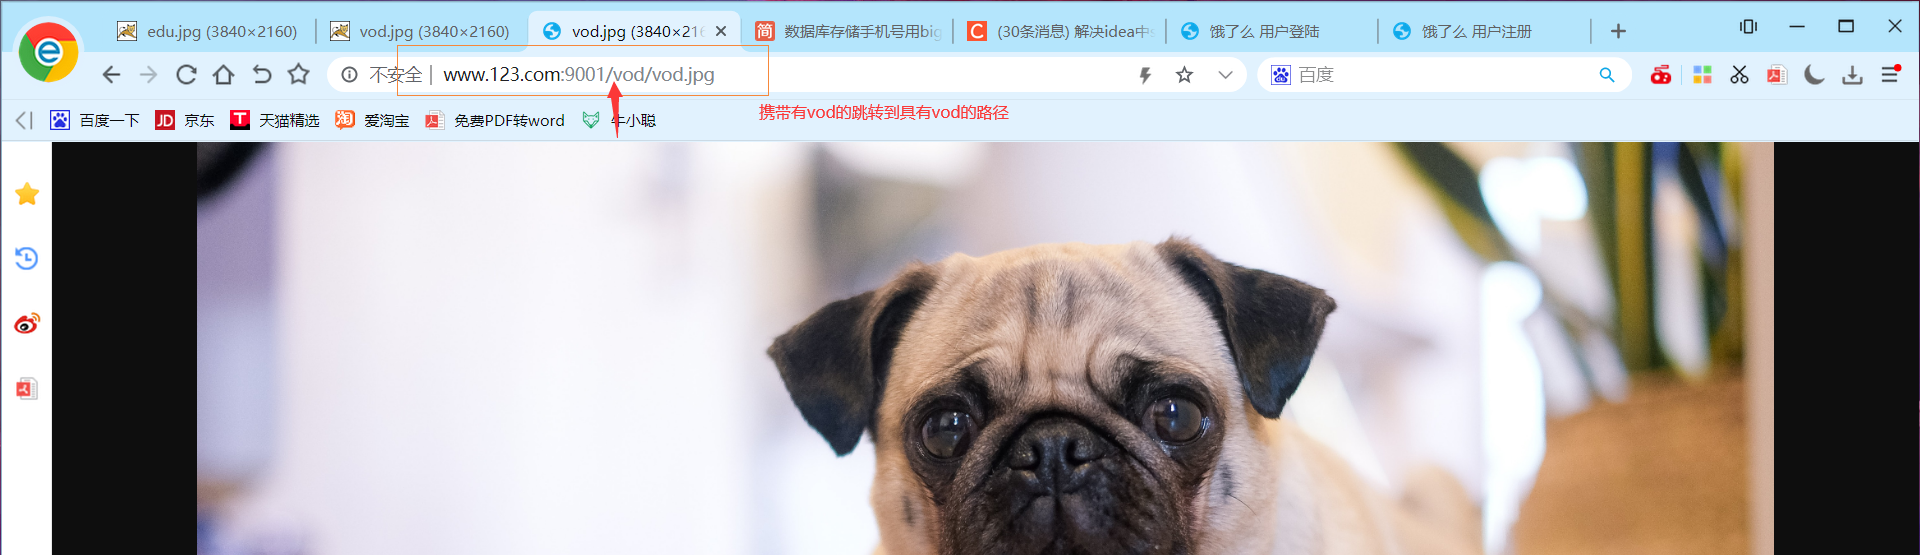 edu.jpg (3840×2160)
vod.jpg (3840×2160)
vod.jpg (3840×216
数据库存储手机号用big
(30条消息) 解决idea中s
饿了么 用户登陆
饿了么 用户注册
不安全 | www.123.com:9001/vod/vod.jpg
百度
百度一下
JD 京东
T 天猫精选
淘 爱淘宝
免费PDF转word
牛小聪
携带有vod的跳转到具有vod的路径